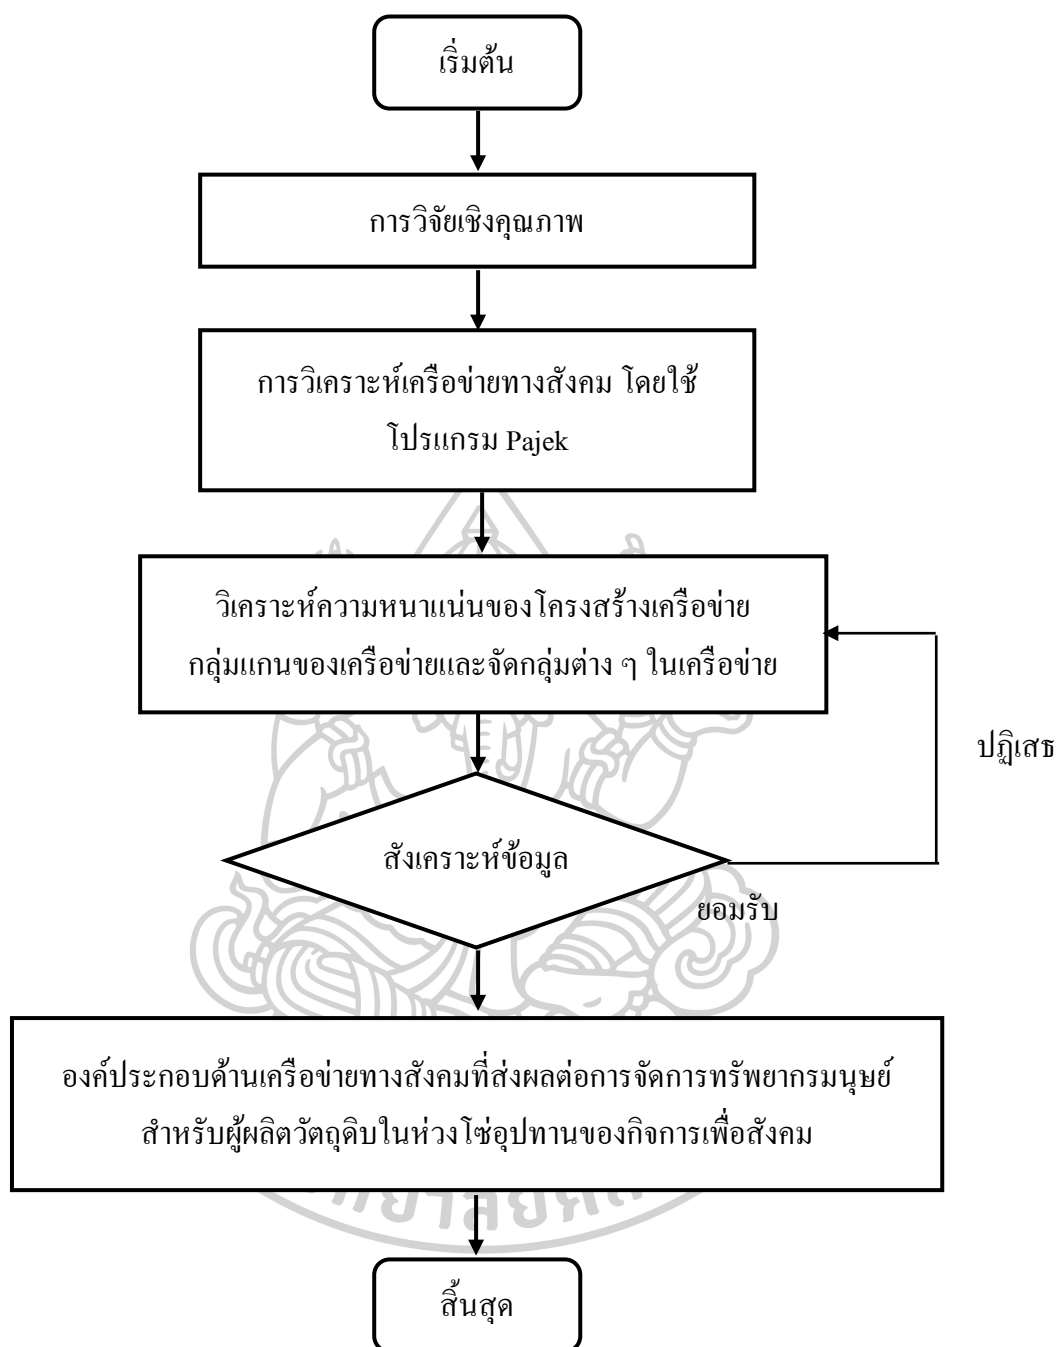 เริ่มต้น
การวิจัยเชิงคุณภาพ
การวิเคราะห์เครือข่ายทางสังคม โดยใช้
โปรแกรม Pajek
วิเคราะห์ความหนาแน่นของโครงสร้างเครือข่าย
กลุ่มแกนของเครือข่ายและจัดกลุ่มต่าง ๆ ในเครือข่าย
ปฏิเสธ
สังเคราะห์ข้อมูล
ยอมรับ
องค์ประกอบด้านเครือข่ายทางสังคมที่ส่งผลต่อการจัดการทรัพยากรมนุษย์
สำหรับผู้ผลิตวัตถุดิบในห่วงโซ่อุปทานของกิจการเพื่อสังคม
สิ้นสุด